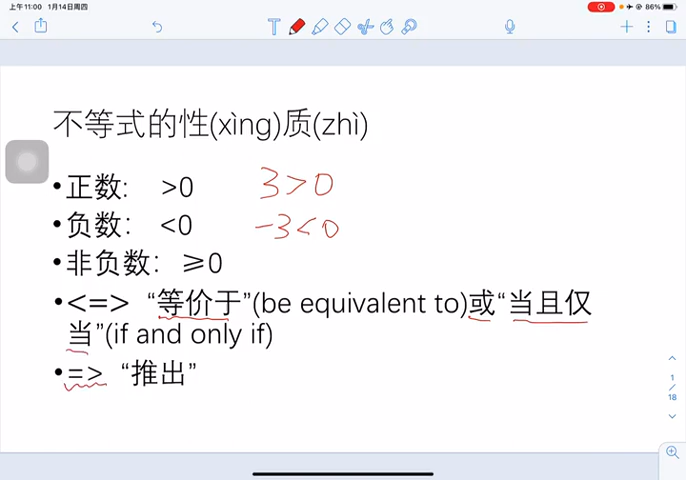 上午11:00 1月14日周四
86%
不等式的性(xìng)质(zhì)
•正数: >0 3>0
•负数: <0 -3<0
•非负数: ≥0
•<=> “等价于”(be equivalent to)或“当且仅
当”(if and only if)
•=> “推出”
1
/
18